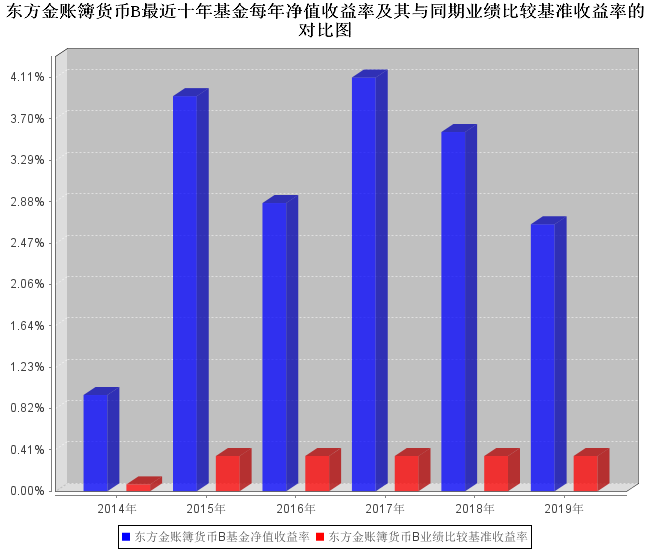 东方金账簿货币B最近十年基金每年净值收益率及其与同期业绩比较基准收益率的
对比图
4.11%
3.70%
3.29%
2.88%
2.47%
2.06%
1.64%
1.23%
0.82%
0.41%
0.00%
2014年 2015年 2016年 2017年 2018年 2019年
东方金账簿货币B基金净值收益率 东方金账簿货币B业绩比较基准收益率